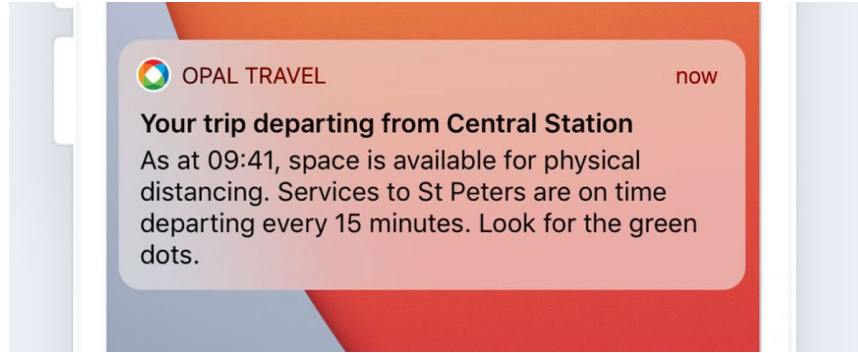 OPAL TRAVEL now
Your trip departing from Central Station
As at 09:41, space is available for physical
distancing. Services to St Peters are on time
departing every 15 minutes. Look for the green
dots.